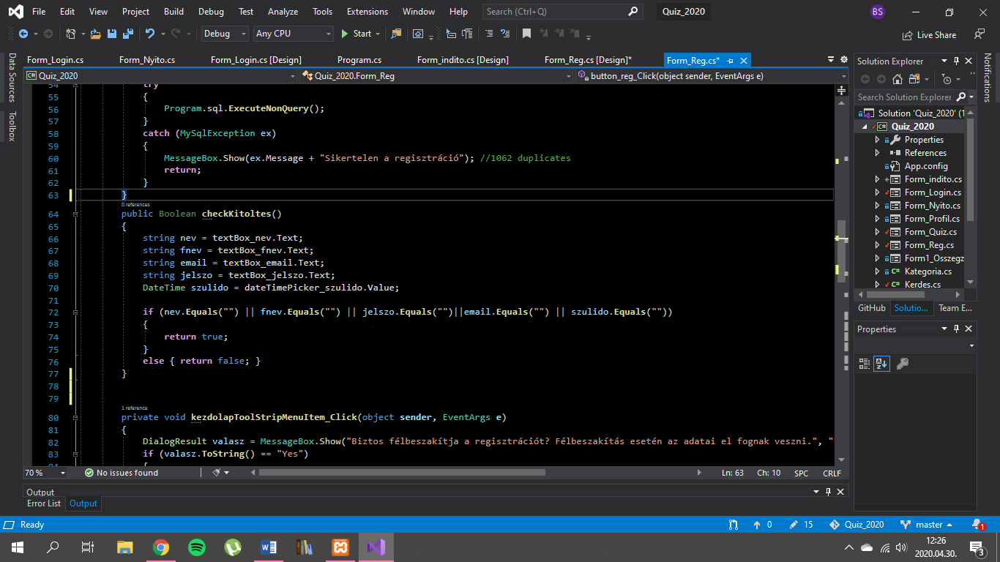 File Edit View Project Build Debug Test Analyze Tools Extensions Window Help Search (Ctrl+Q) Quiz_2020 BS
Debug Any CPU Start Live Share
Form_Login.cs Form_Nyito.cs Form_Login.cs [Design] Program.cs Form_indito.cs [Design] Form_Reg.cs [Design]* Form_Reg.cs*
Data Sources
Toolbox
C# Quiz_2020 Quiz_2020.Form_Reg button_reg_Click(object sender, EventArgs e)
54 try
55 {
56 Program.sql.ExecuteNonQuery();
57 }
58 catch (MySqlException ex)
59 {
60 MessageBox.Show(ex.Message + "Sikertelen a regisztráció"); //1062 duplicates
61 return;
62 }
63 }
0 references
64 public Boolean checkKitoltes()
65 {
66 string nev = textBox_nev.Text;
67 string fnev = textBox_fnev.Text;
68 string email = textBox_email.Text;
69 string jelszo = textBox_jelszo.Text;
70 DateTime szulido = dateTimePicker_szulido.Value;
71
72 if (nev.Equals("") || fnev.Equals("") || jelszo.Equals("")||email.Equals("") || szulido.Equals(""))
73 {
74 return true;
75 }
76 else { return false; }
77 }
78
79
1 reference
80 private void kezdolapToolStripMenuItem_Click(object sender, EventArgs e)
81 {
82 DialogResult valasz = MessageBox.Show("Biztos félbeszakítja a regisztrációt? Félbeszakítás esetén az adatai el fognak veszni.", "
83 if (valasz.ToString() == "Yes")
84 {
70 % No issues found Ln: 63 Ch: 10 SPC CRLF
Output
Error List Output
Solution Explorer
Search Solution Explorer
Solution 'Quiz_2020' (1
C# Quiz_2020
Properties
References
App.config
Form_indito.cs
Form_Login.cs
Form_Nyito.cs
Form_Profil.cs
Form_Quiz.cs
Form_Reg.cs
Form1_Osszegz
C# Kategoria.cs
C# Kerdes.cs
GitHub Solutio... Team E...
Properties
Notifications
Ready 0 15 Quiz_2020 master 1
W
12:26
2020.04.30.
3